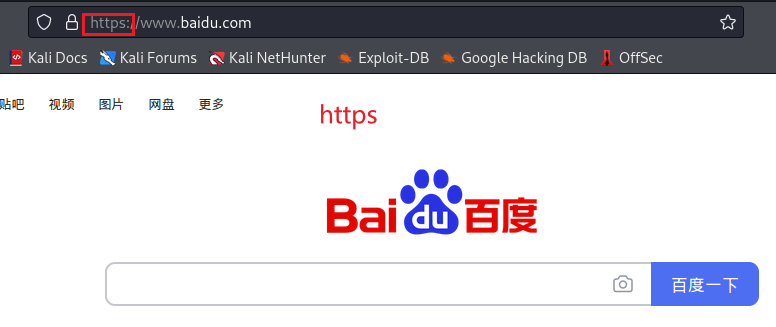 https://www.baidu.com
Kali Docs Kali Forums Kali NetHunter Exploit-DB Google Hacking DB OffSec
贴吧 视频 图片 网盘 更多
https
Bai du 百度
百度一下